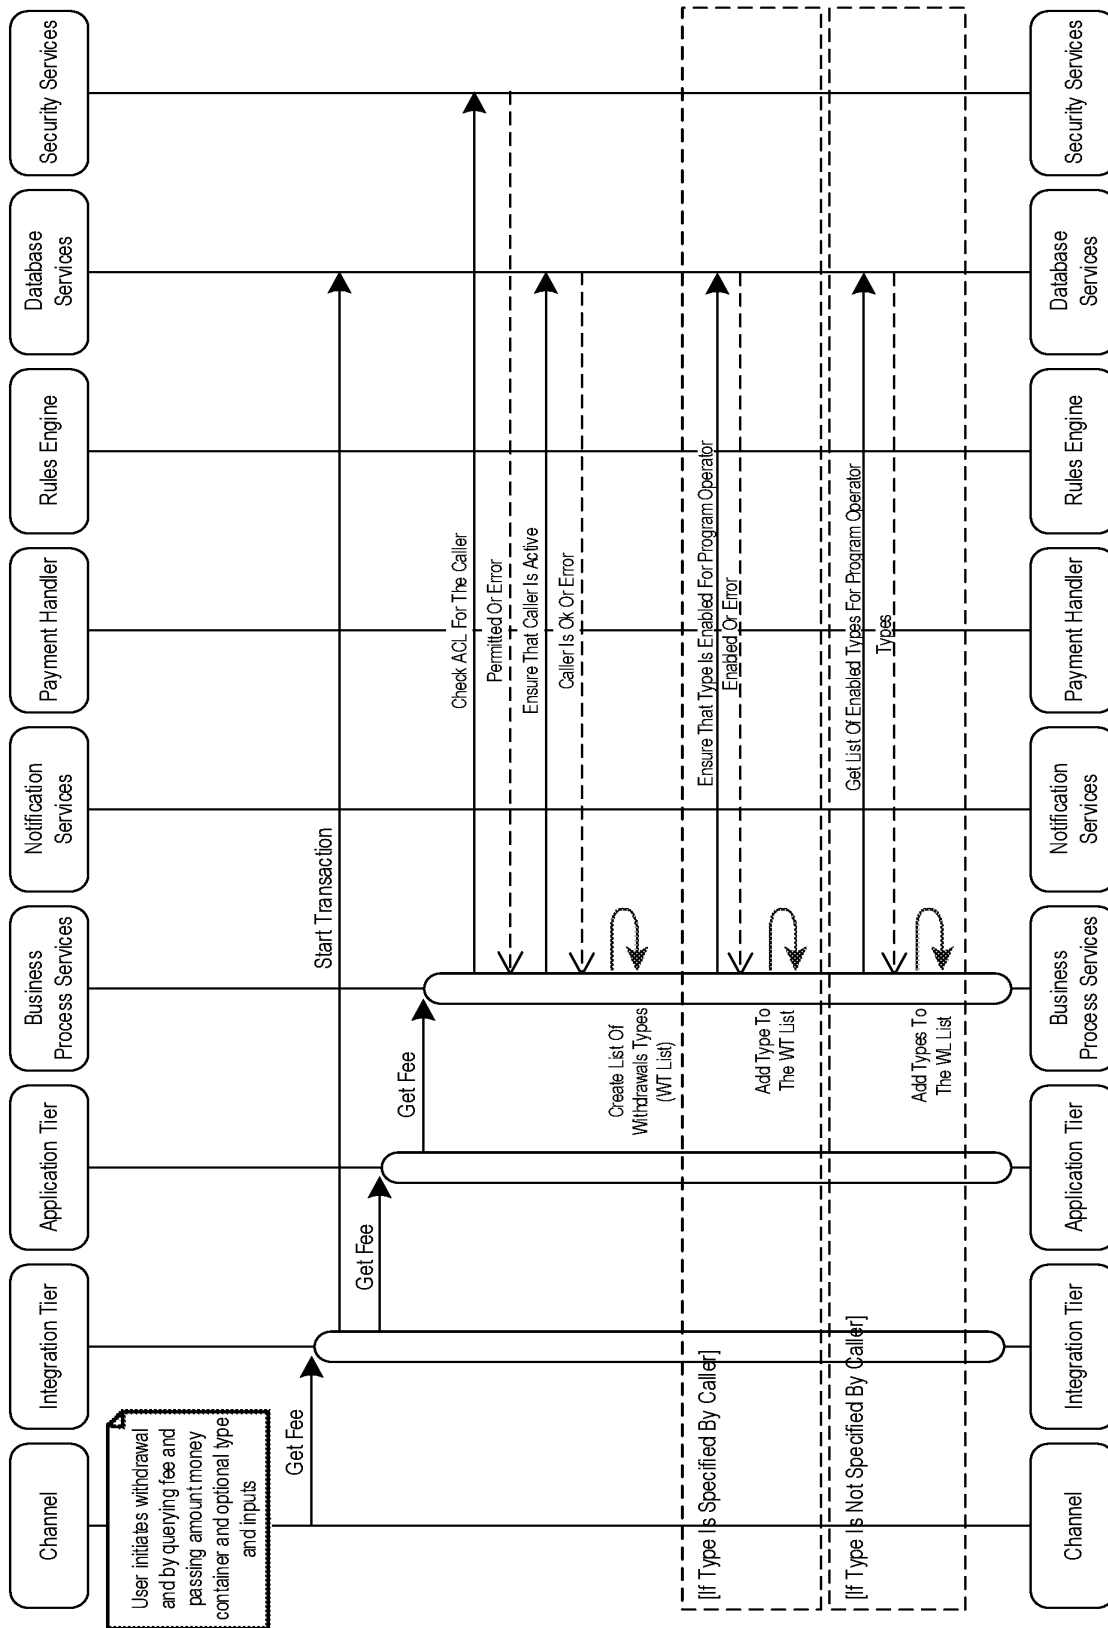 Channel
Integration Tier
Application Tier
Business
Process Services
Notification
Services
Payment Handler
Rules Engine
Database
Services
Security Services
User initiates withdrawal
and by querying fee and
passing amount money
container and optional type
and inputs
Get Fee
Start Transaction
Get Fee
Get Fee
Check ACL For The Caller
Permitted Or Error
Ensure That Caller Is Active
Caller Is Ok Or Error
Create List Of
Withdrawals Types
(WT List)
[If Type Is Specified By Caller]
Ensure That Type Is Enabled For Program Operator
Enabled Or Error
Add Type To
The WT List
[If Type Is Not Specified By Caller]
Get List Of Enabled Types For Program Operator
Types
Add Types To
The WL List
Channel
Integration Tier
Application Tier
Business
Process Services
Notification
Services
Payment Handler
Rules Engine
Database
Services
Security Services